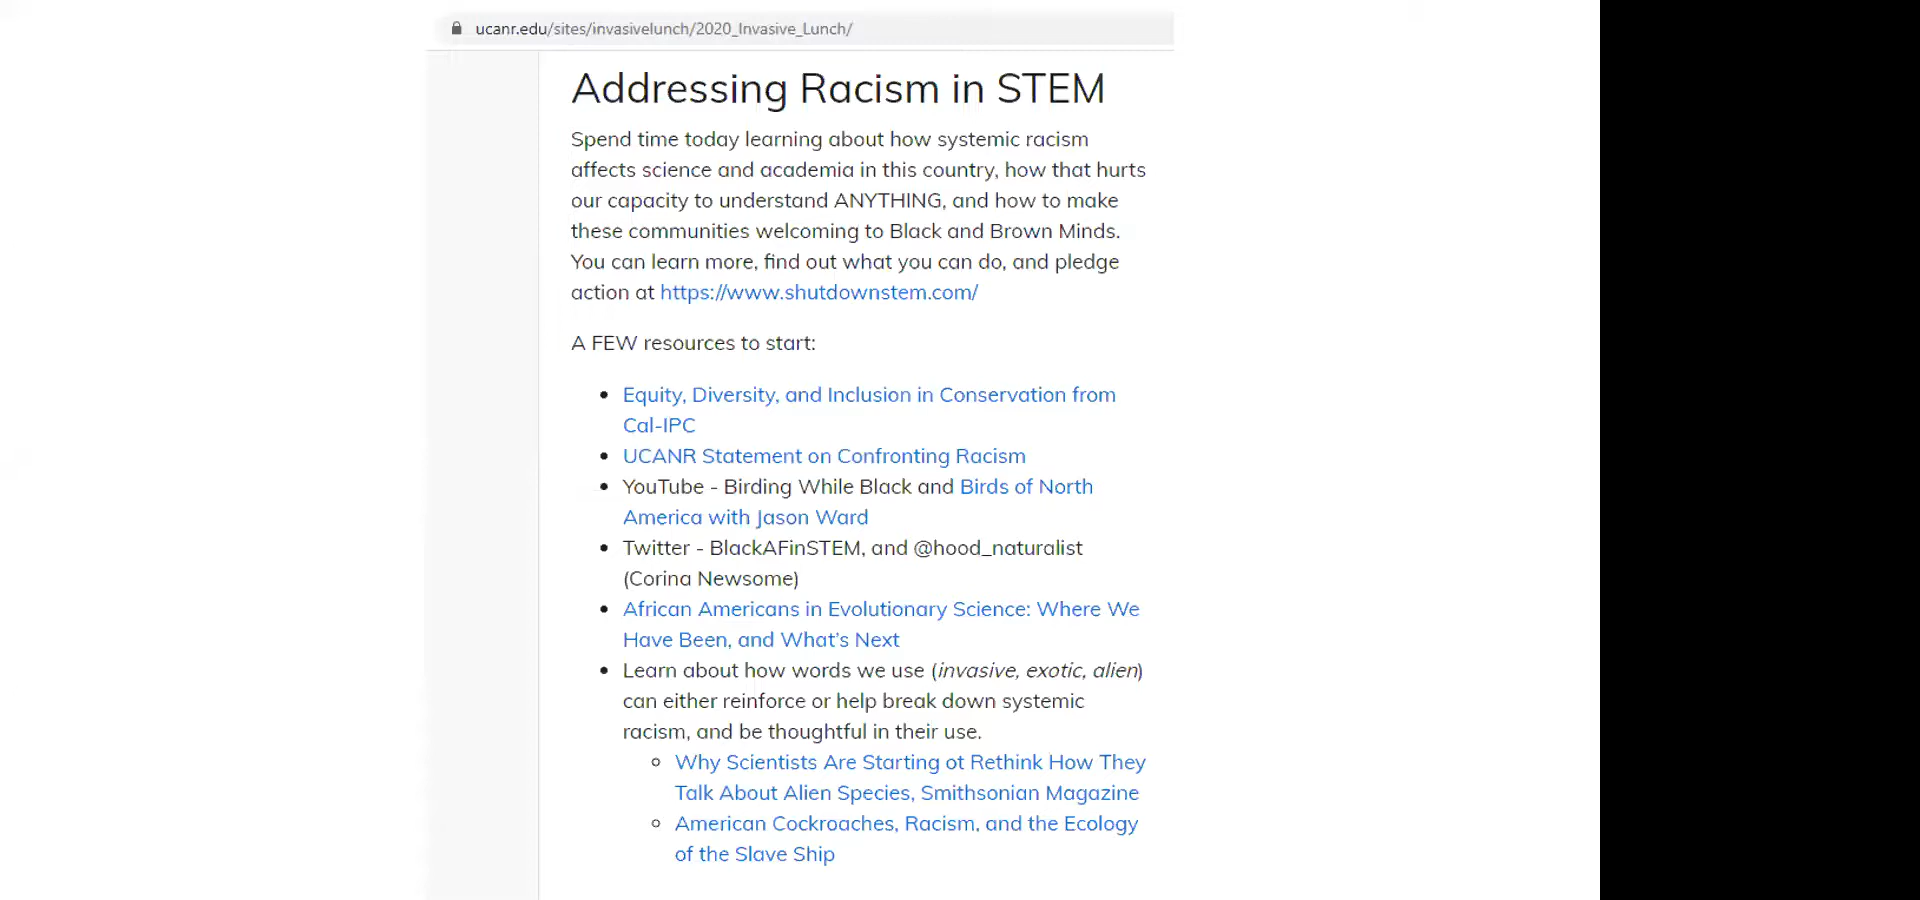 ucanr.edu/sites/invasivelunch/2020_Invasive_Lunch/
Addressing Racism in STEM
Spend time today learning about how systemic racism
affects science and academia in this country, how that hurts
our capacity to understand ANYTHING, and how to make
these communities welcoming to Black and Brown Minds.
You can learn more, find out what you can do, and pledge
action at https://www.shutdownstem.com/
A FEW resources to start:
• Equity, Diversity, and Inclusion in Conservation from
Cal-IPC
• UCANR Statement on Confronting Racism
• YouTube - Birding While Black and Birds of North
America with Jason Ward
• Twitter - BlackAFinSTEM, and @hood_naturalist
(Corina Newsome)
• African Americans in Evolutionary Science: Where We
Have Been, and What's Next
• Learn about how words we use (invasive, exotic, alien)
can either reinforce or help break down systemic
racism, and be thoughtful in their use.
◦ Why Scientists Are Starting ot Rethink How They
Talk About Alien Species, Smithsonian Magazine
◦ American Cockroaches, Racism, and the Ecology
of the Slave Ship